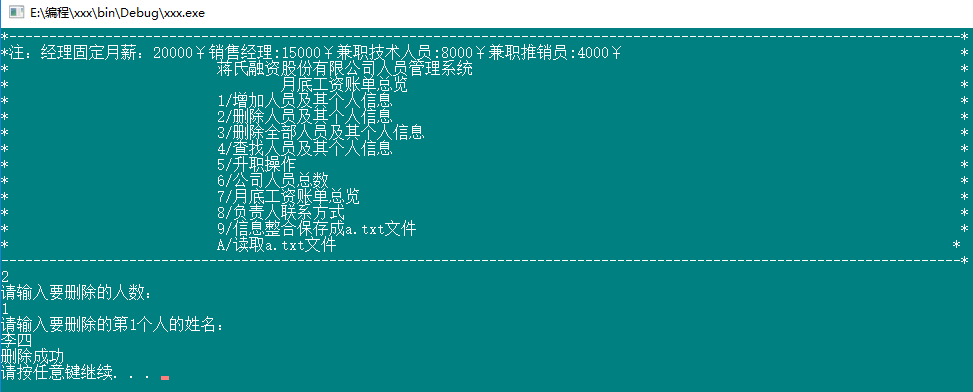 E:\编程\xxx\bin\Debug\xxx.exe
*-----------------------------------------------------------------------------------------------------------------------*
*注：经理固定月薪：20000￥销售经理:15000￥兼职技术人员:8000￥兼职推销员:4000￥ *
* 蒋氏融资股份有限公司人员管理系统 *
* 月底工资账单总览 *
* 1/增加人员及其个人信息 *
* 2/删除人员及其个人信息 *
* 3/删除全部人员及其个人信息 *
* 4/查找人员及其个人信息 *
* 5/升职操作 *
* 6/公司人员总数 *
* 7/月底工资账单总览 *
* 8/负责人联系方式 *
* 9/信息整合保存成a.txt文件 *
* A/读取a.txt文件 *
------------------------------------------------------------------------------------------------------------------------*
2
请输入要删除的人数：
1
请输入要删除的第1个人的姓名：
李四
删除成功
请按任意键继续. . .